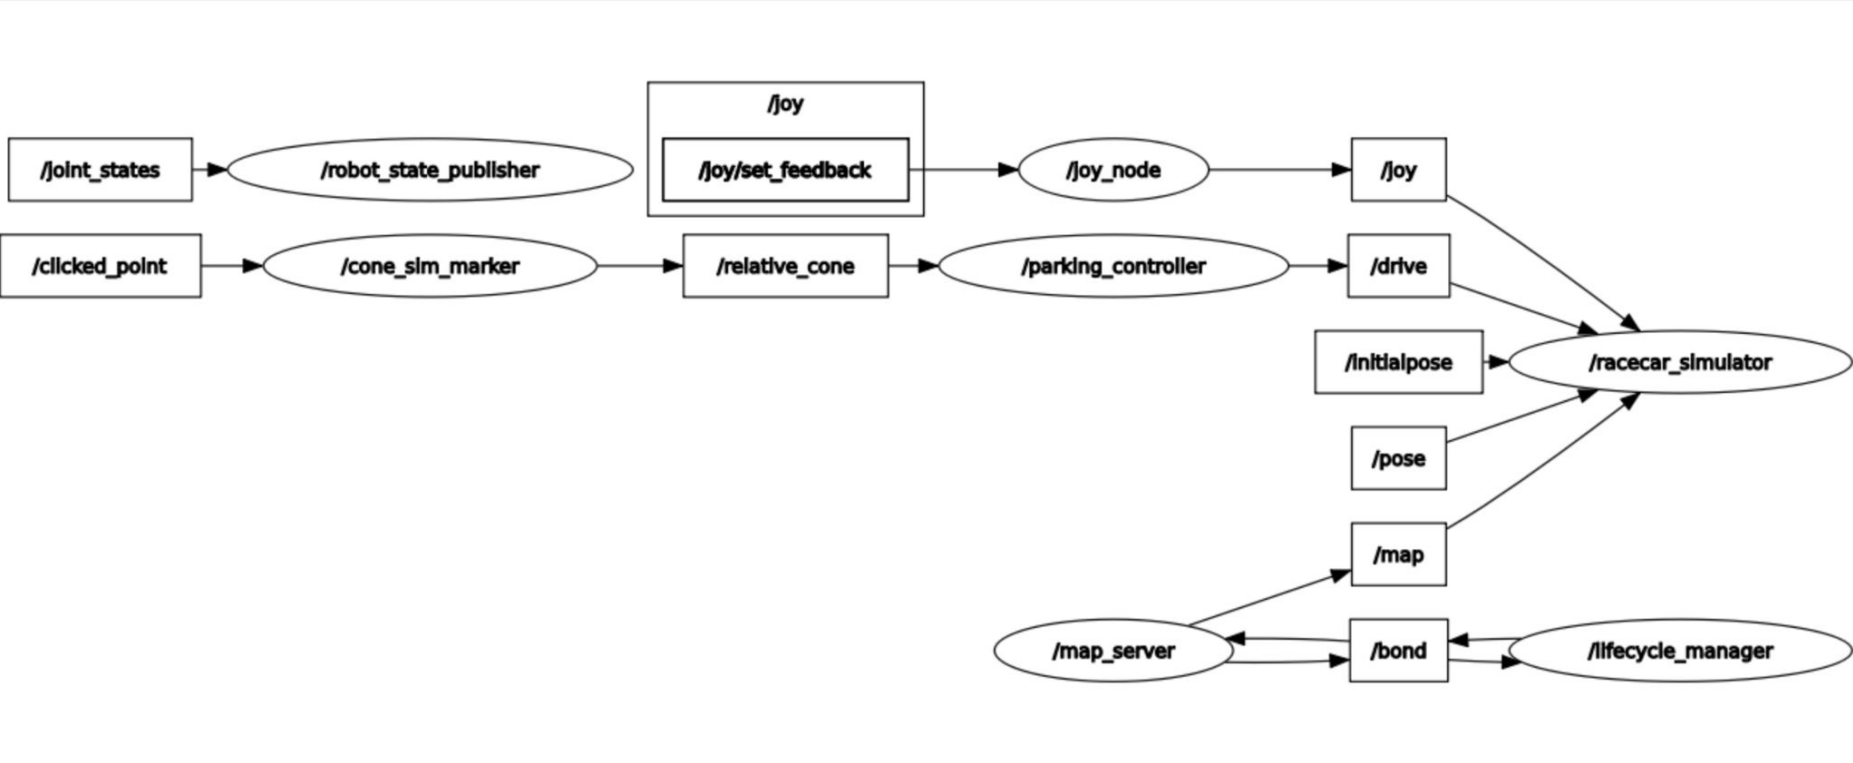 /joy
/joint_states
/robot_state_publisher
/joy/set_feedback
/joy_node
/joy
/clicked_point
/cone_sim_marker
/relative_cone
/parking_controller
/drive
/initialpose
/racecar_simulator
/pose
/map
/map_server
/bond
/lifecycle_manager